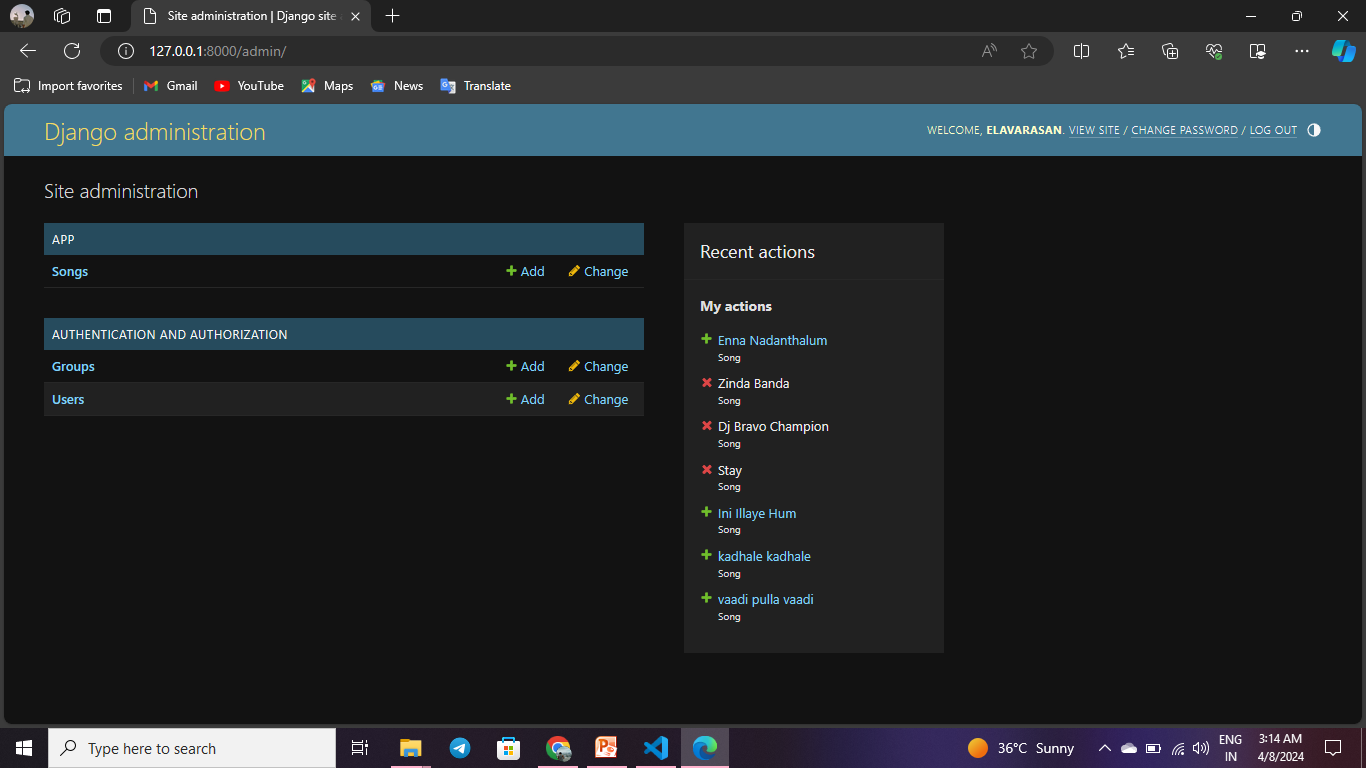 Site administration | Django site
127.0.0.1:8000/admin/
Import favorites
Gmail
YouTube
Maps
News
Translate
Django administration
WELCOME, ELAVARASAN. VIEW SITE / CHANGE PASSWORD / LOG OUT
Site administration
APP
Songs Add Change
AUTHENTICATION AND AUTHORIZATION
Groups Add Change
Users Add Change
Recent actions
My actions
Enna Nadanthalum
Song
Zinda Banda
Song
Dj Bravo Champion
Song
Stay
Song
Ini Illaye Hum
Song
kadhale kadhale
Song
vaadi pulla vaadi
Song
Type here to search
36°C Sunny
ENG
IN
3:14 AM
4/8/2024